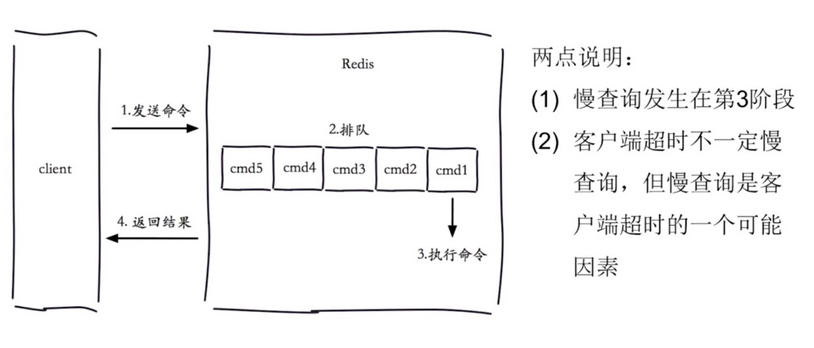 Redis
1.发送命令
2.排队
client
cmd5
cmd4
cmd3
cmd2
cmd1
4. 返回结果
3.执行命令
两点说明：
(1) 慢查询发生在第3阶段
(2) 客户端超时不一定慢
查询，但慢查询是客
户端超时的一个可能
因素